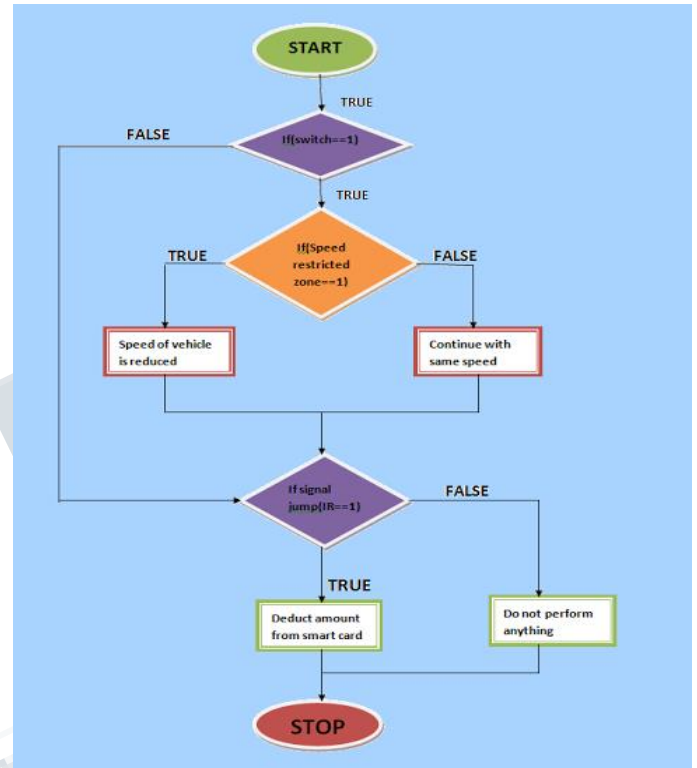 START
TRUE
FALSE
If(switch==1)
TRUE
TRUE
If(Speed
restricted
zone==1)
FALSE
Speed of vehicle
is reduced
Continue with
same speed
If signal
jump(IR==1)
FALSE
TRUE
Deduct amount
from smart card
Do not perform
anything
STOP